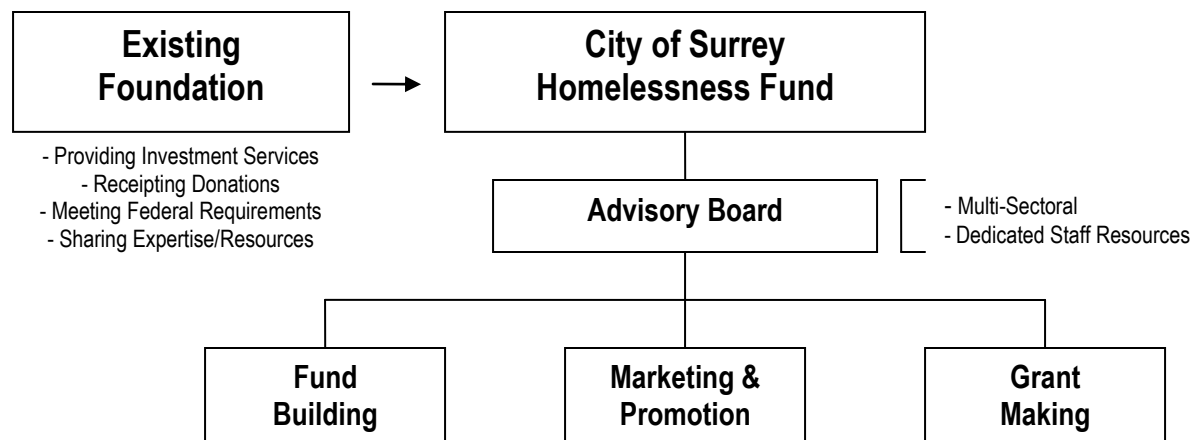 Existing
Foundation
City of Surrey
Homelessness Fund
- Providing Investment Services
- Receipting Donations
- Meeting Federal Requirements
- Sharing Expertise/Resources
Advisory Board
- Multi-Sectoral
- Dedicated Staff Resources
Fund
Building
Marketing &
Promotion
Grant
Making